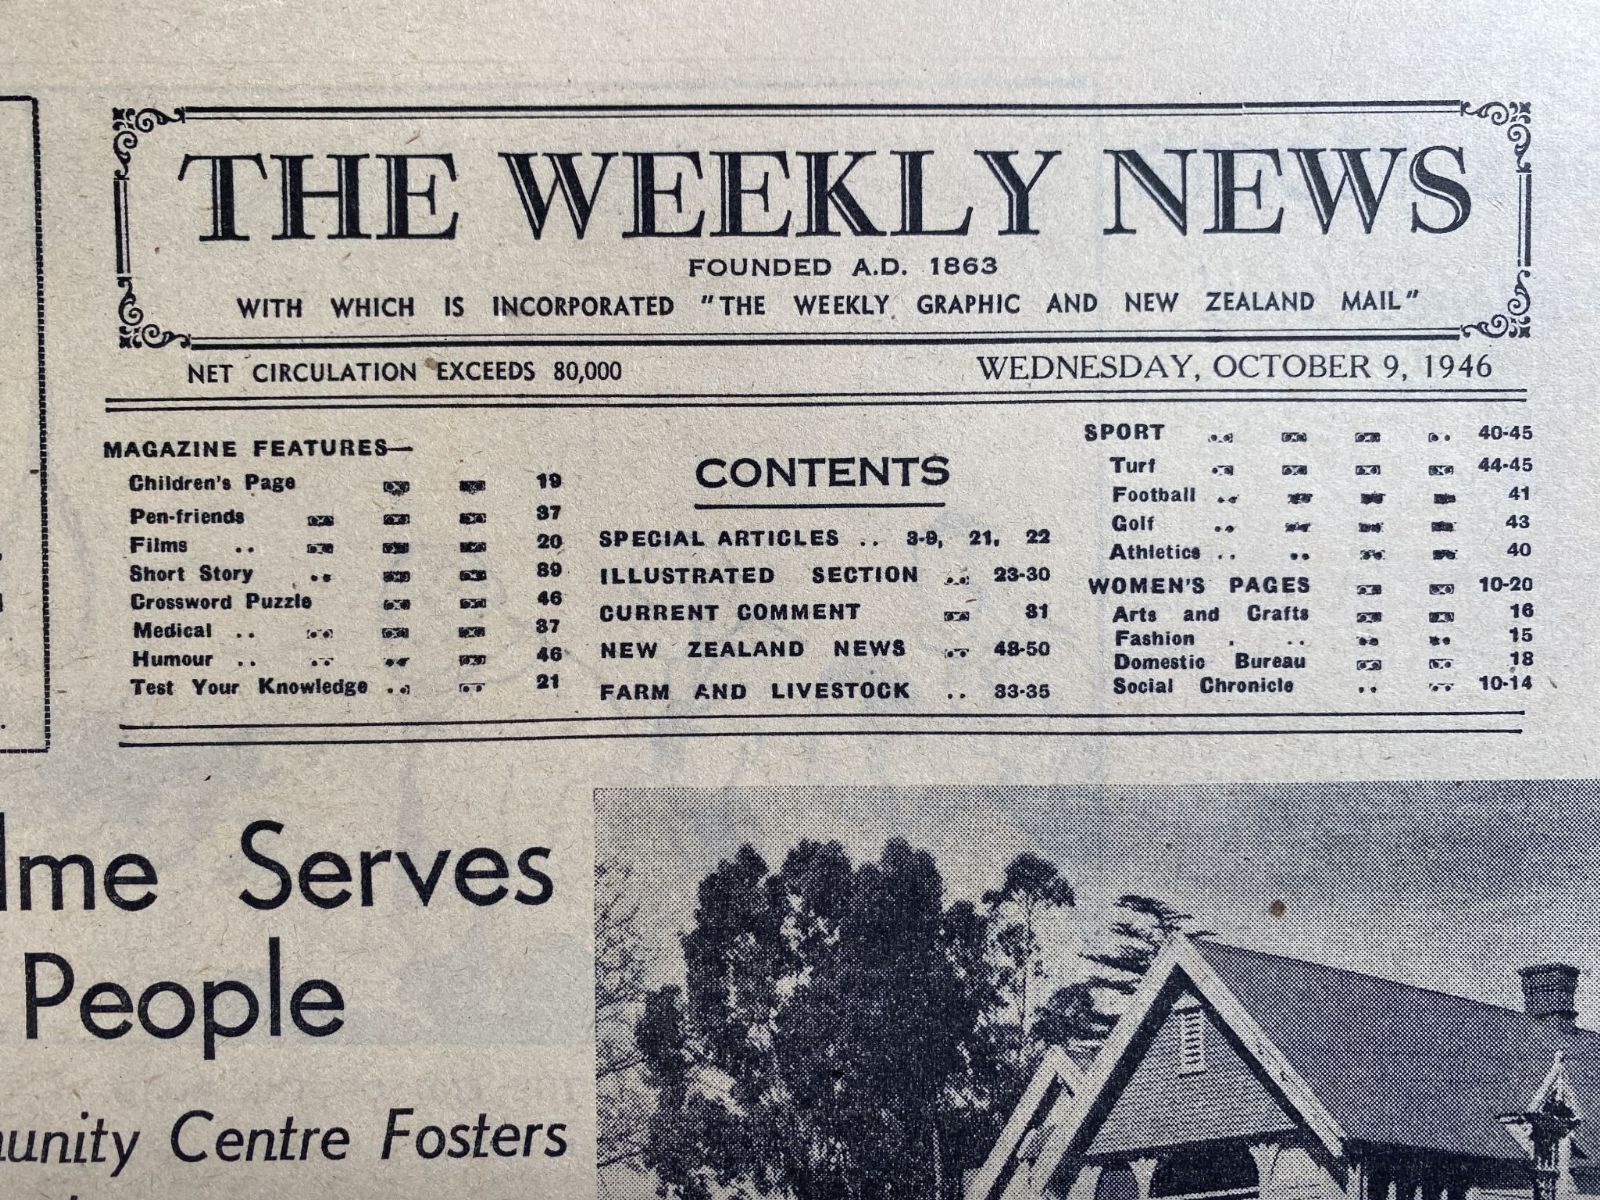 THE WEEKLY NEWS
FOUNDED A.D. 1863
WITH WHICH IS INCORPORATED "THE WEEKLY GRAPHIC AND NEW ZEALAND MAIL"
NET CIRCULATION EXCEEDS 80,000
WEDNESDAY, OCTOBER 9, 1946
MAGAZINE FEATURES—
Children's Page 19
Pen-friends 37
Films .. 20
Short Story .. 39
Crossword Puzzle 46
Medical .. 37
Humour .. 46
Test Your Knowledge .. 21
CONTENTS
SPECIAL ARTICLES .. 3-9, 21, 22
ILLUSTRATED SECTION .. 23-30
CURRENT COMMENT 31
NEW ZEALAND NEWS .. 48-50
FARM AND LIVESTOCK .. 33-35
SPORT .. 40-45
Turf .. 44-45
Football .. 41
Golf .. 43
Athletics .. 40
WOMEN'S PAGES 10-20
Arts and Crafts 16
Fashion . .. 15
Domestic Bureau 18
Social Chronicle .. 10-14
lme Serves
People
unity Centre Fosters